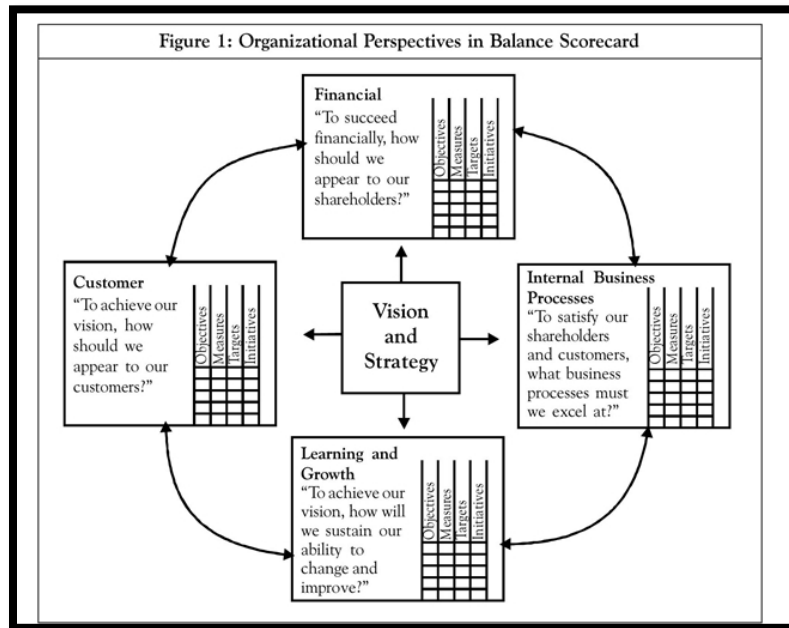 Figure 1: Organizational Perspectives in Balance Scorecard
Financial
“To succeed
financially, how
should we
appear to our
shareholders?”
Objectives
Measures
Targets
Initiatives
Customer
“To achieve our
vision, how
should we
appear to our
customers?”
Objectives
Measures
Targets
Initiatives
Vision
and
Strategy
Internal Business
Processes
“To satisfy our
shareholders
and customers,
what business
processes must
we excel at?”
Objectives
Measures
Targets
Initiatives
Learning and
Growth
“To achieve our
vision, how will
we sustain our
ability to
change and
improve?”
Objectives
Measures
Targets
Initiatives